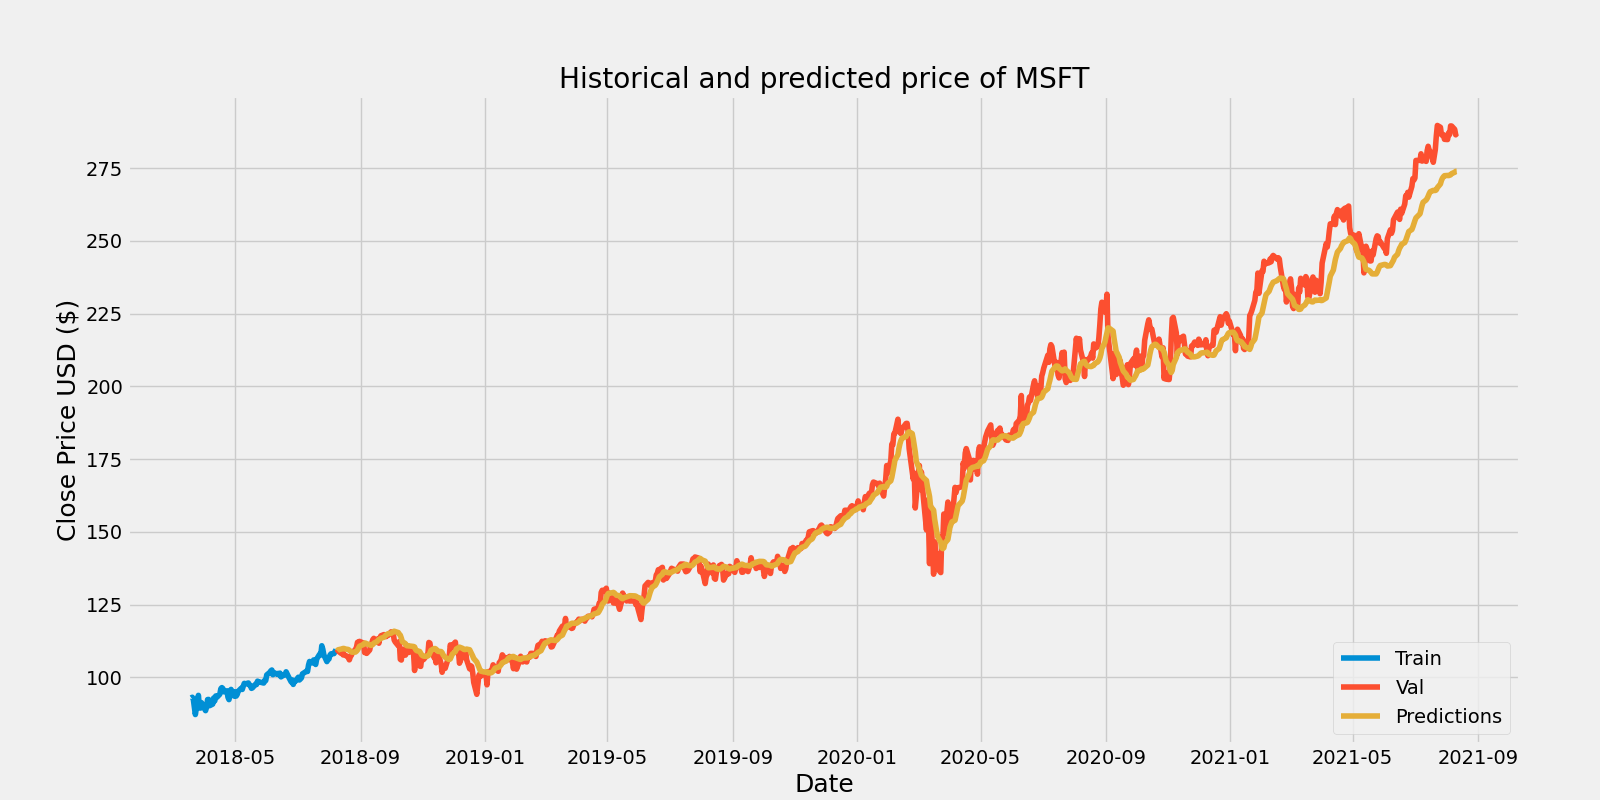 Historical and predicted price of MSFT
Close Price USD ($)
275
250
225
200
175
150
125
100
Train
Val
Predictions
2018-05 2018-09 2019-01 2019-05 2019-09 2020-01 2020-05 2020-09 2021-01 2021-05 2021-09
Date